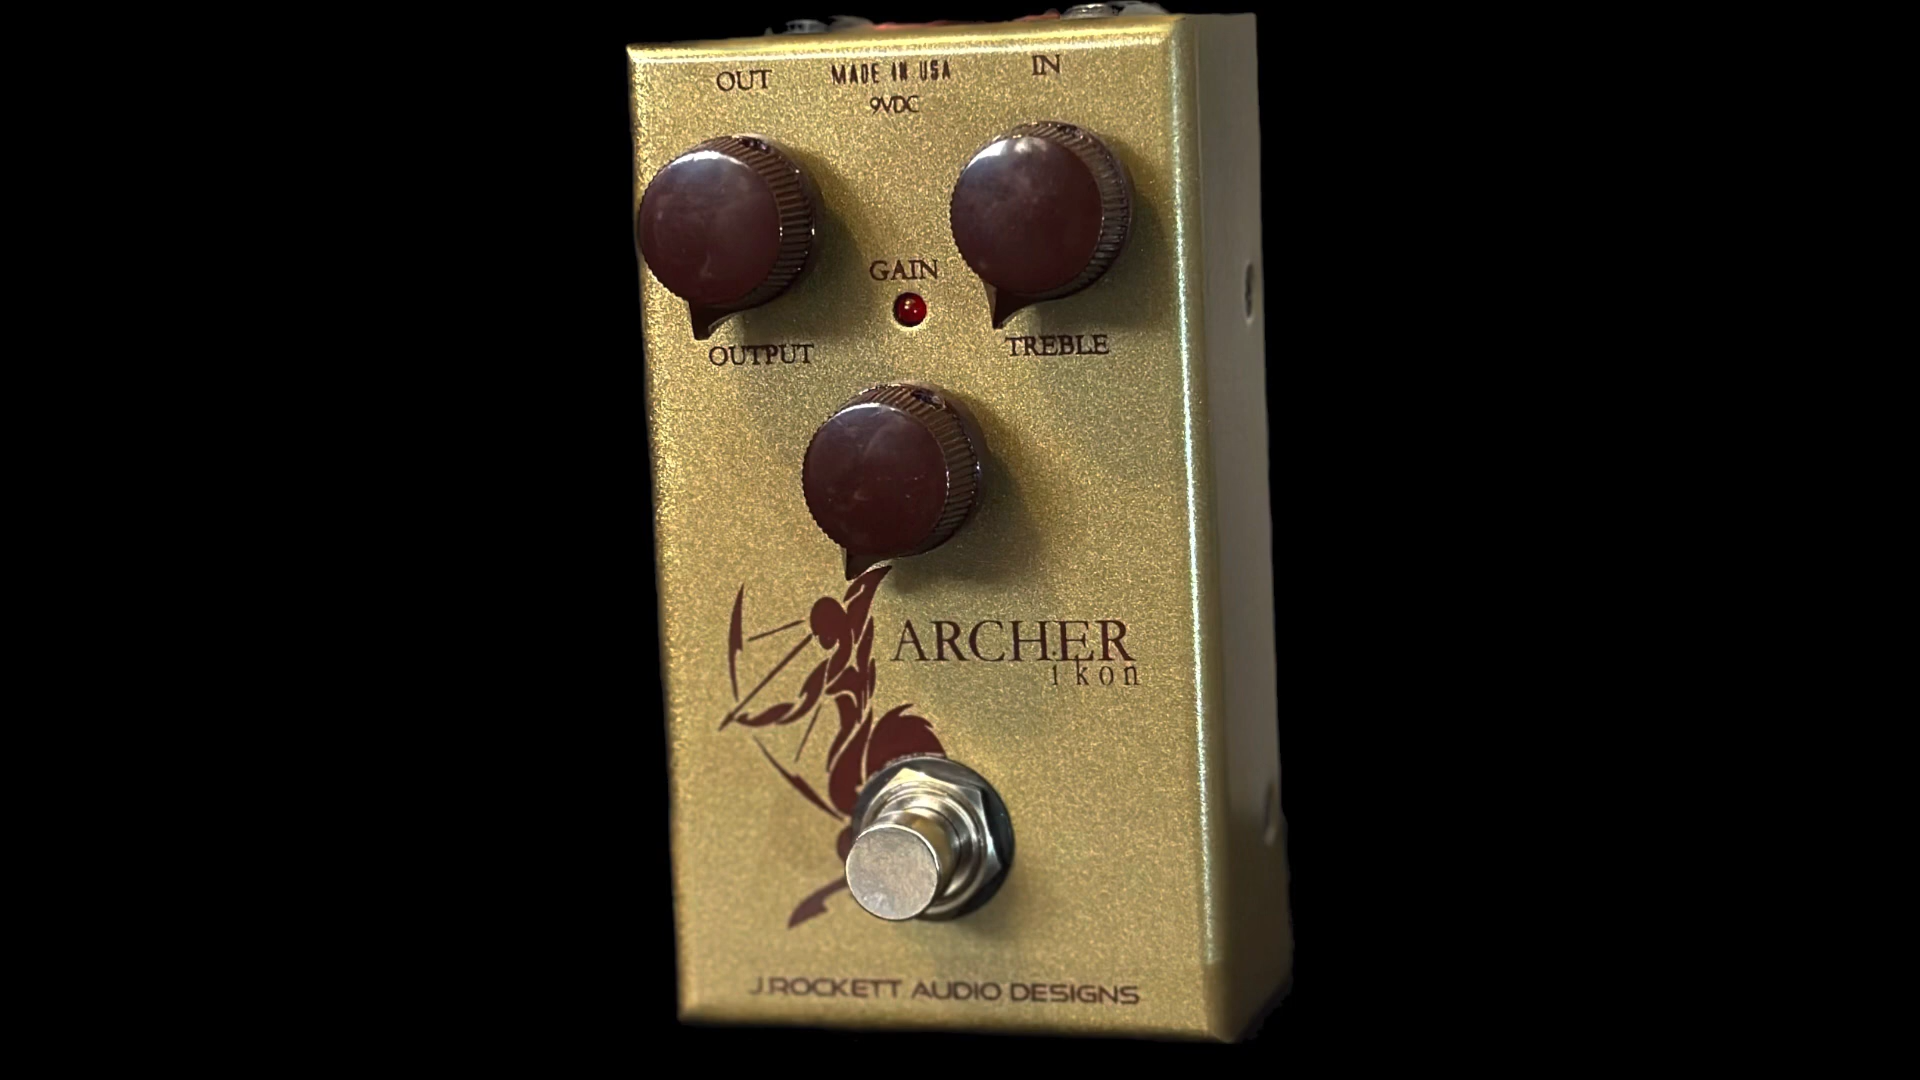 OUT
MADE IN USA
IN
9VDC
GAIN
OUTPUT
TREBLE
ARCHER
ikon
J.ROCKETT AUDIO DESIGNS